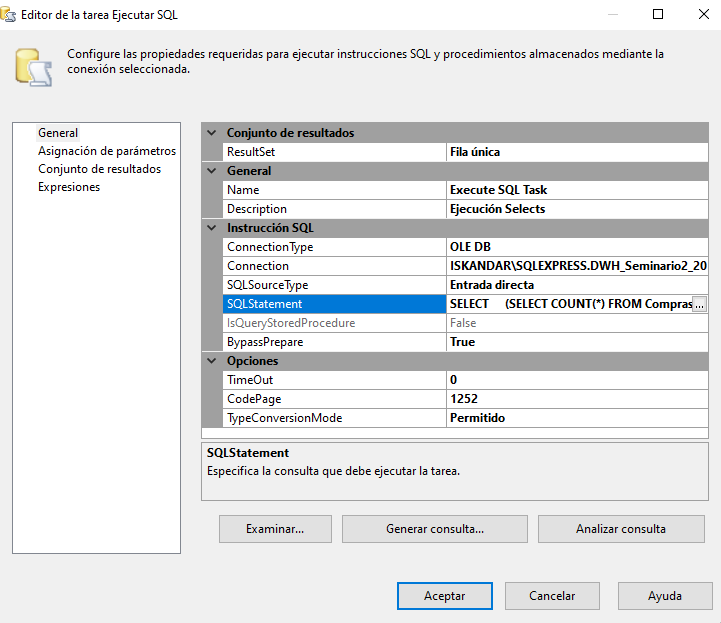 Editor de la tarea Ejecutar SQL
Configure las propiedades requeridas para ejecutar instrucciones SQL y procedimientos almacenados mediante la
conexión seleccionada.
General
Asignación de parámetros
Conjunto de resultados
Expresiones
Conjunto de resultados
ResultSet Fila única
General
Name Execute SQL Task
Description Ejecución Selects
Instrucción SQL
ConnectionType OLE DB
Connection ISKANDAR\SQLEXPRESS.DWH_Seminario2_20
SQLSourceType Entrada directa
SQLStatement SELECT (SELECT COUNT(*) FROM Compras ...
IsQueryStoredProcedure False
BypassPrepare True
Opciones
TimeOut 0
CodePage 1252
TypeConversionMode Permitido
SQLStatement
Especifica la consulta que debe ejecutar la tarea.
Examinar... Generar consulta... Analizar consulta
Aceptar Cancelar Ayuda